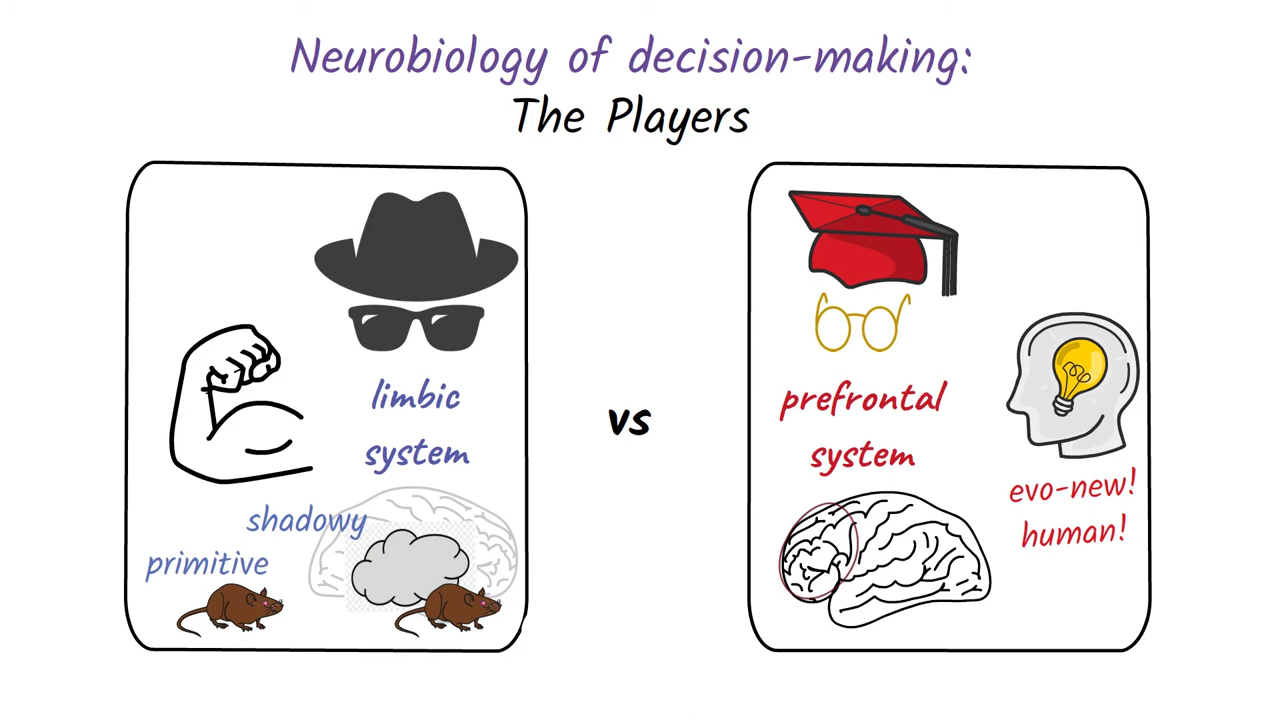 Neurobiology of decision-making:
The Players
limbic
system
shadowy
primitive
vs
prefrontal
system
evo-new!
human!